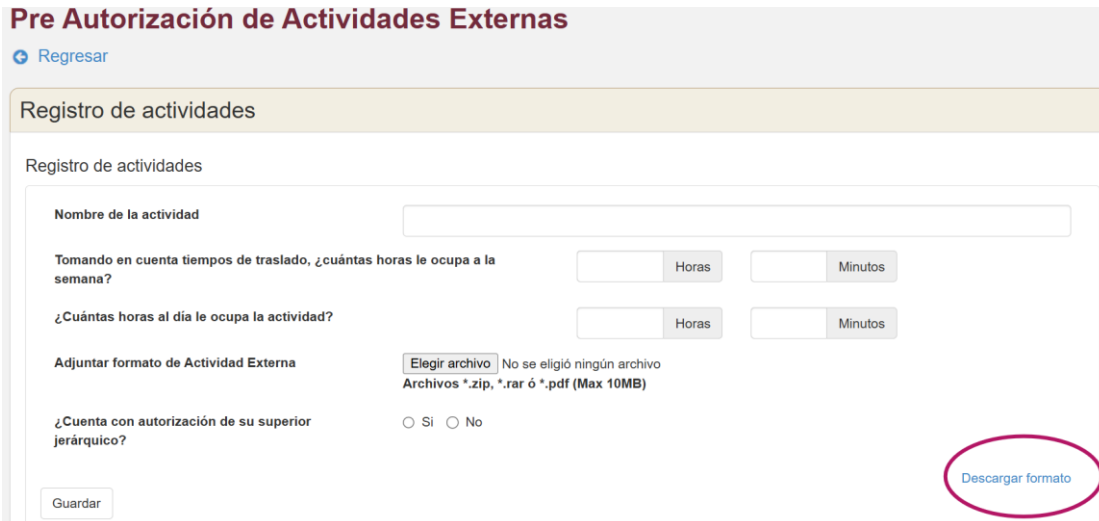 Pre Autorización de Actividades Externas
Regresar
Registro de actividades
Registro de actividades
Nombre de la actividad
Tomando en cuenta tiempos de traslado, ¿cuántas horas le ocupa a la
semana?
Horas
Minutos
¿Cuántas horas al día le ocupa la actividad?
Horas
Minutos
Adjuntar formato de Actividad Externa
Elegir archivo No se eligió ningún archivo
Archivos *.zip, *.rar ó *.pdf (Max 10MB)
¿Cuenta con autorización de su superior
jerárquico?
Si No
Descargar formato
Guardar